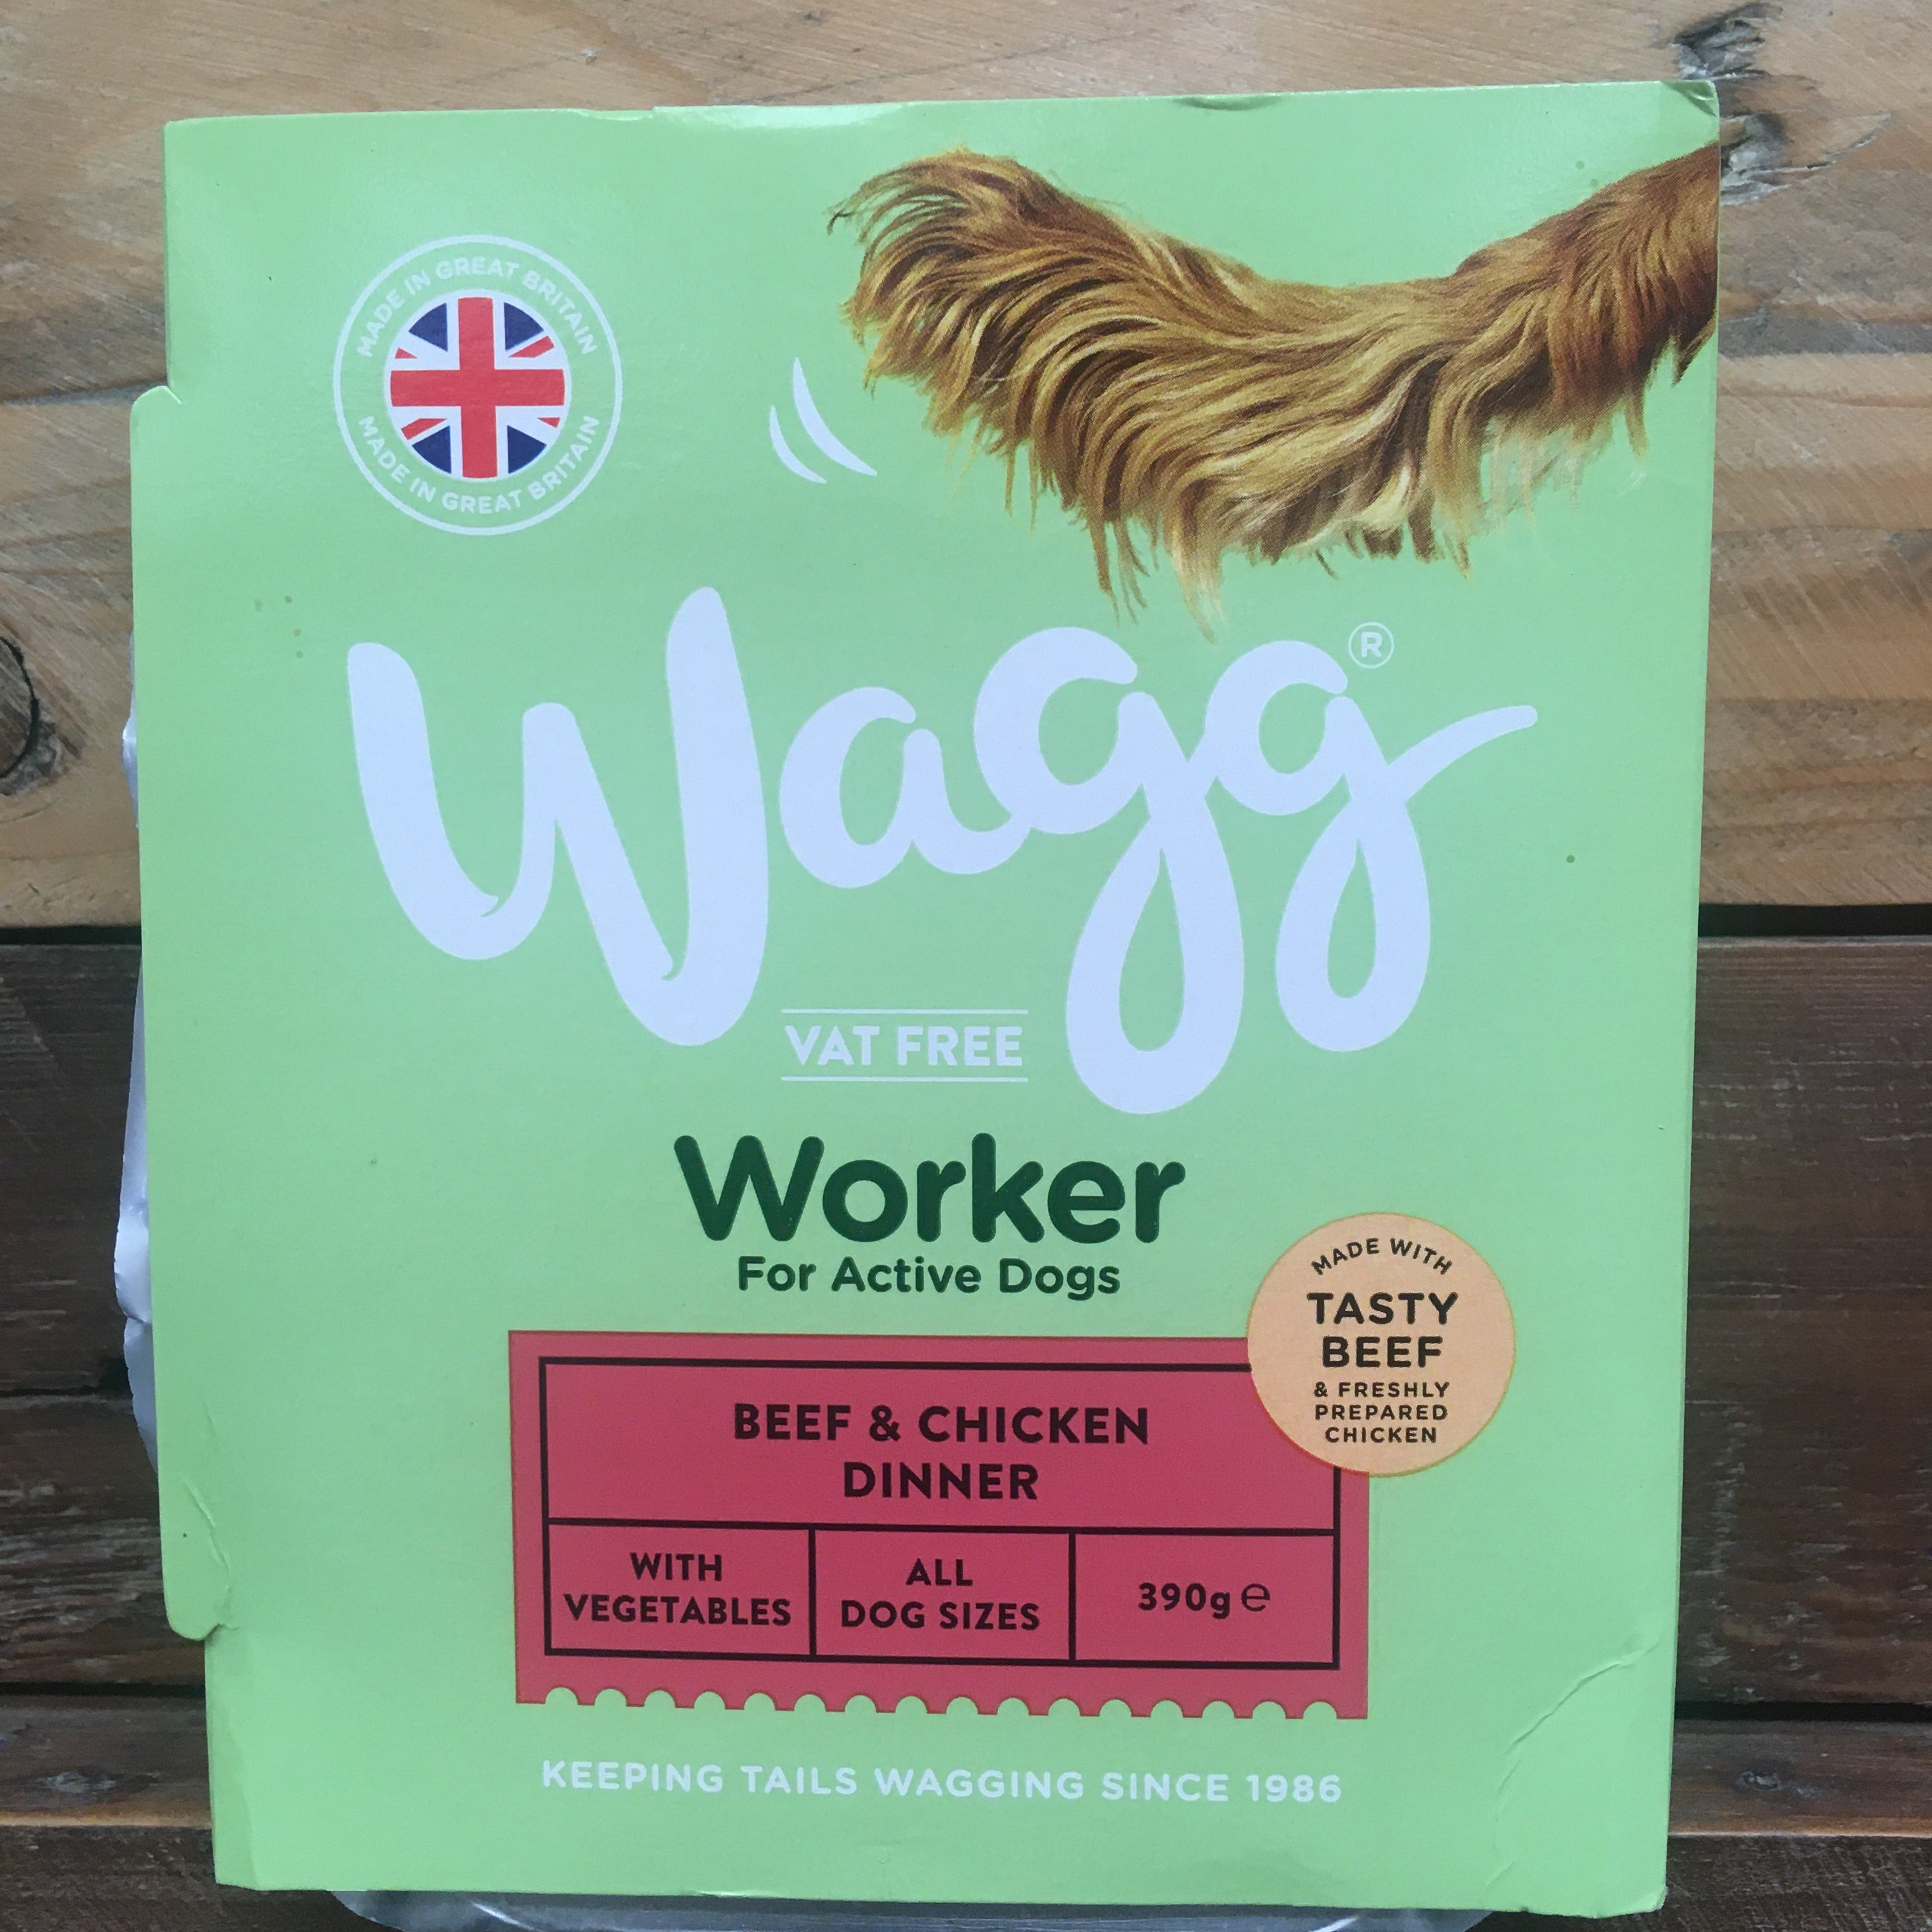 MADE IN GREAT BRITAIN
MADE IN GREAT BRITAIN
Wagg®
VAT FREE
Worker
For Active Dogs
MADE WITH
TASTY
BEEF
& FRESHLY
PREPARED
CHICKEN
BEEF & CHICKEN
DINNER
WITH
VEGETABLES
ALL
DOG SIZES
390g ℮
KEEPING TAILS WAGGING SINCE 1986